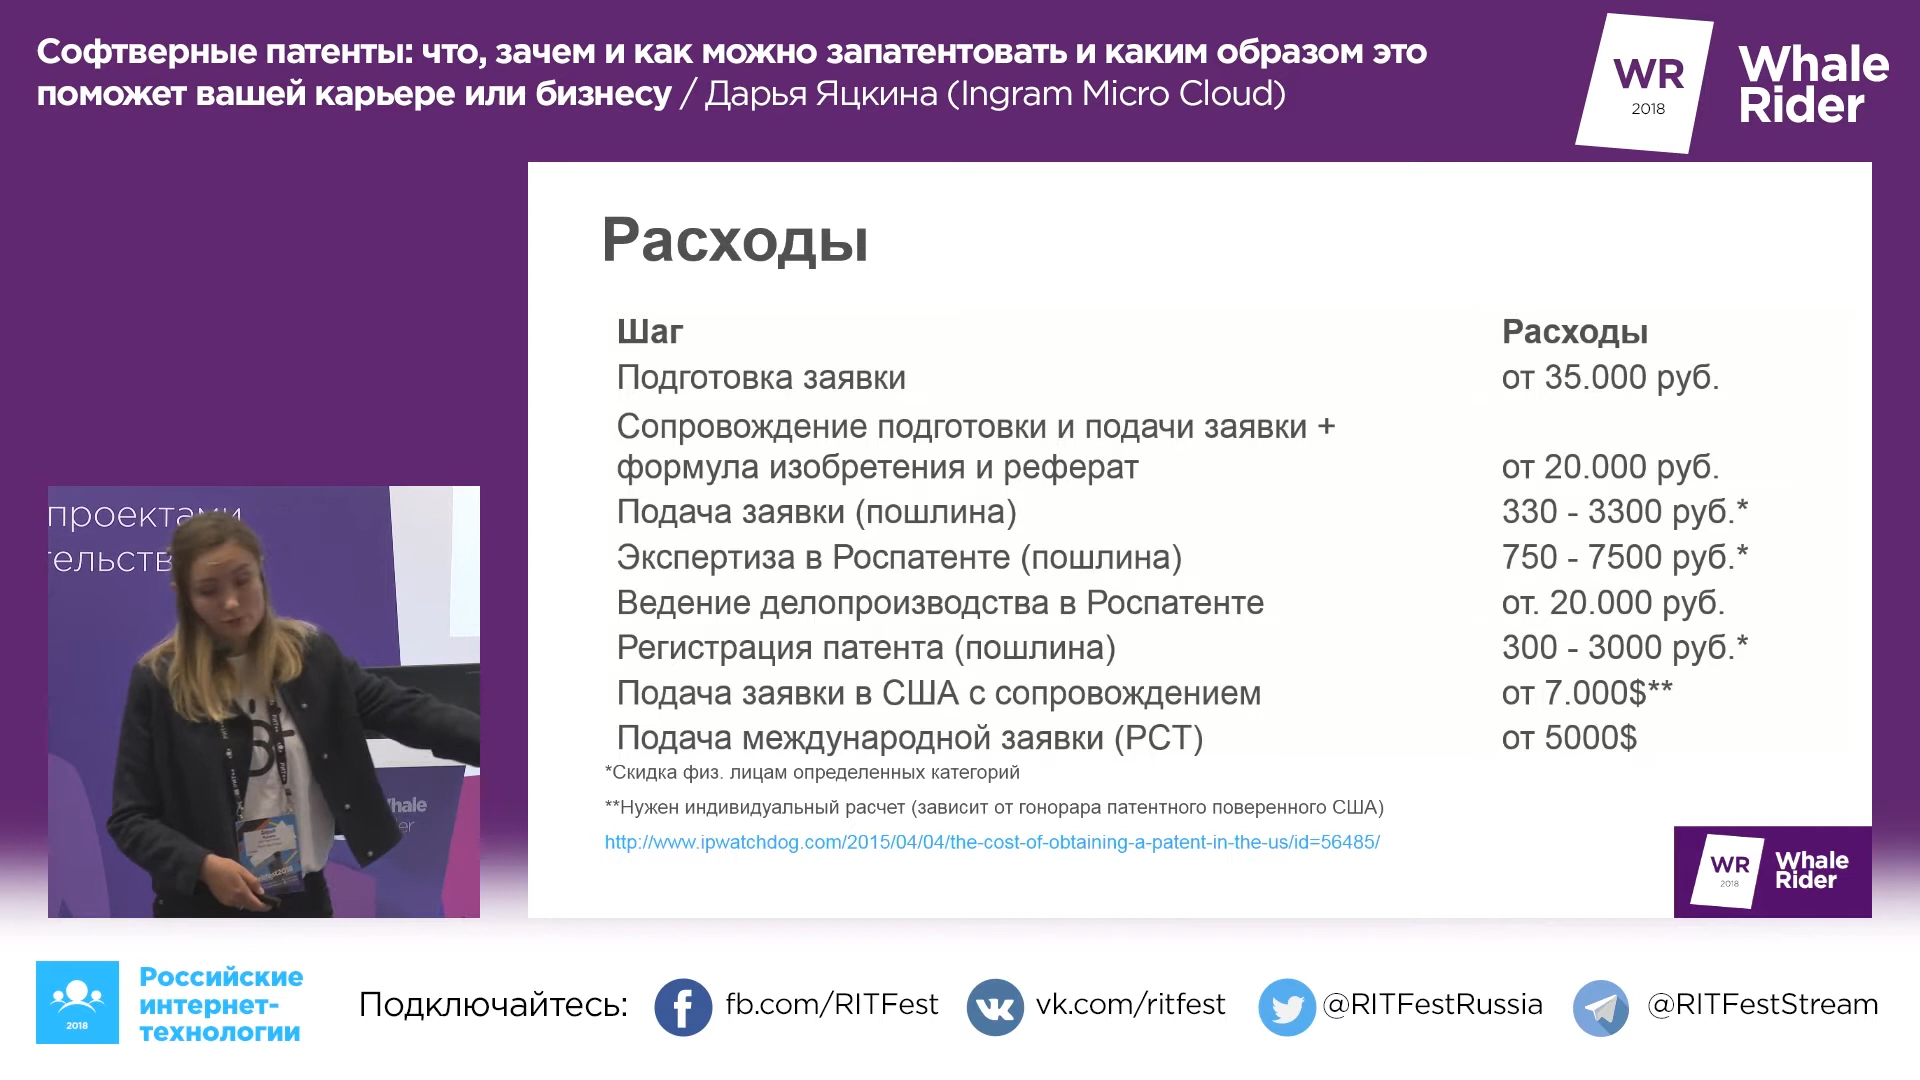 Софтверные патенты: что, зачем и как можно запатентовать и каким образом это
поможет вашей карьере или бизнесу / Дарья Яцкина (Ingram Micro Cloud)
WR
2018
Whale
Rider
Расходы
Шаг Расходы
Подготовка заявки от 35.000 руб.
Сопровождение подготовки и подачи заявки +
формула изобретения и реферат от 20.000 руб.
Подача заявки (пошлина) 330 - 3300 руб.*
Экспертиза в Роспатенте (пошлина) 750 - 7500 руб.*
Ведение делопроизводства в Роспатенте от. 20.000 руб.
Регистрация патента (пошлина) 300 - 3000 руб.*
Подача заявки в США с сопровождением от 7.000$**
Подача международной заявки (PCT) от 5000$
*Скидка физ. лицам определенных категорий
**Нужен индивидуальный расчет (зависит от гонорара патентного поверенного США)
http://www.ipwatchdog.com/2015/04/04/the-cost-of-obtaining-a-patent-in-the-us/id=56485/
WR
2018
Whale
Rider
проектами
2018
Российские
интернет-
технологии
Подключайтесь:
fb.com/RITFest
vk.com/ritfest
@RITFestRussia
@RITFestStream